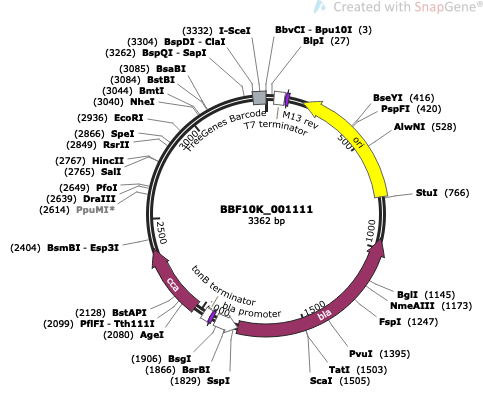 Created with SnapGene®
(3332) I-SceI
(3304) BspDI - ClaI
(3262) BspQI - SapI
BbvCI - Bpu10I (3)
BlpI (27)
(3085) BsaBI
(3084) BstBI
(3044) BmtI
(3040) NheI
(2936) EcoRI
(2866) SpeI
(2849) RsrII
(2767) HincII
(2765) SalI
(2649) PfoI
(2639) DraIII
(2614) PpuMI*
(2404) BsmBI - Esp3I
(2128) BstAPI
(2099) PflFI - Tth111I
(2080) AgeI
(1906) BsgI
(1866) BsrBI
(1829) SspI
BseYI (416)
PspFI (420)
AlwNI (528)
StuI (766)
BglI (1145)
NmeAIII (1173)
FspI (1247)
PvuI (1395)
TatI (1503)
ScaI (1505)
FreeGenes Barcode
T7 terminator
M13 rev
ori
500
1000
1500
2500
3000
BBF10K_001111
3362 bp
tonB terminator
bla promoter
cca
bla